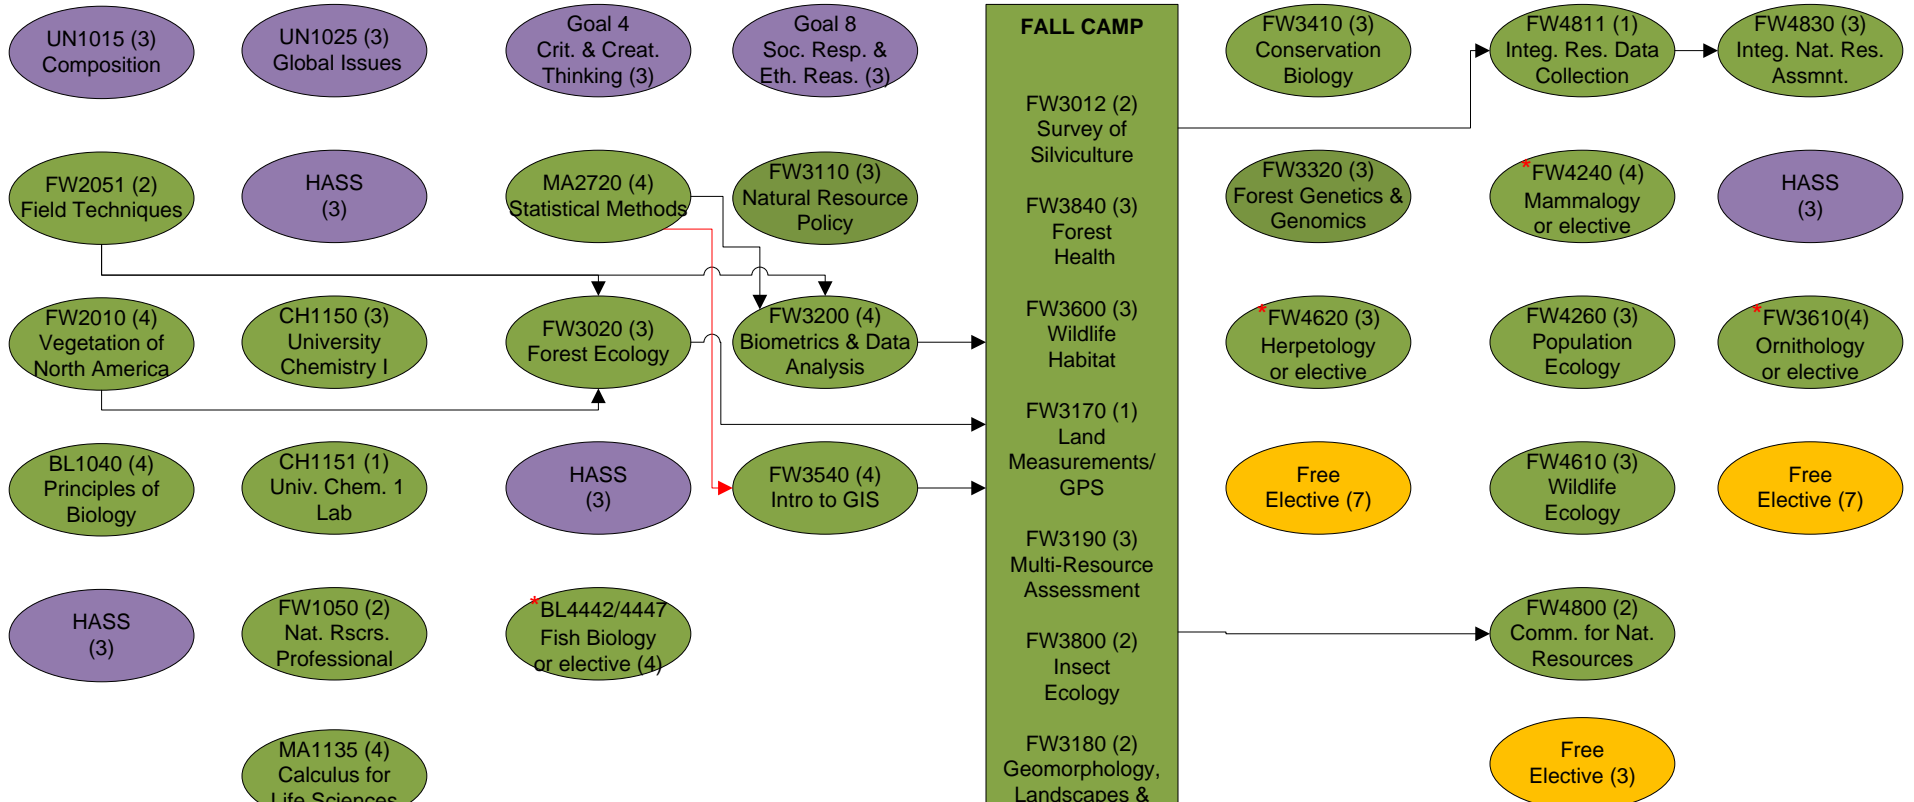 UN1015 (3)
Composition
FW2051 (2)
Field Techniques
FW2010 (4)
Vegetation of
North America
BL1040 (4)
Principles of
Biology
HASS
(3)
UN1025 (3)
Global Issues
HASS
(3)
CH1150 (3)
University
Chemistry I
CH1151 (1)
Univ. Chem. 1
Lab
FW1050 (2)
Nat. Rscrs.
Professional
MA1135 (4)
Calculus for
Life Sciences
Goal 4
Crit. & Creat.
Thinking (3)
MA2720 (4)
Statistical Methods
FW3020 (3)
Forest Ecology
HASS
(3)
*BL4442/4447
Fish Biology
or elective (4)
Goal 8
Soc. Resp. &
Eth. Reas. (3)
FW3110 (3)
Natural Resource
Policy
FW3200 (4)
Biometrics & Data
Analysis
FW3540 (4)
Intro to GIS
FALL CAMP
FW3012 (2)
Survey of
Silviculture
FW3840 (3)
Forest
Health
FW3600 (3)
Wildlife
Habitat
FW3170 (1)
Land
Measurements/
GPS
FW3190 (3)
Multi-Resource
Assessment
FW3800 (2)
Insect
Ecology
FW3180 (2)
Geomorphology,
Landscapes &
FW3410 (3)
Conservation
Biology
FW3320 (3)
Forest Genetics &
Genomics
*FW4620 (3)
Herpetology
or elective
Free
Elective (7)
FW4811 (1)
Integ. Res. Data
Collection
*FW4240 (4)
Mammalogy
or elective
FW4260 (3)
Population
Ecology
FW4610 (3)
Wildlife
Ecology
FW4800 (2)
Comm. for Nat.
Resources
Free
Elective (3)
FW4830 (3)
Integ. Nat. Res.
Assmnt.
HASS
(3)
*FW3610(4)
Ornithology
or elective
Free
Elective (7)